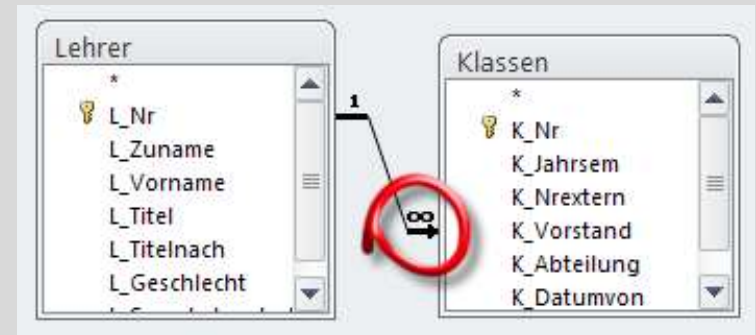 Lehrer
*
L_Nr
L_Zuname
L_Vorname
L_Titel
L_Titelnach
L_Geschlecht
1
∞
Klassen
*
K_Nr
K_Jahrsem
K_Nrextern
K_Vorstand
K_Abteilung
K_Datumvon